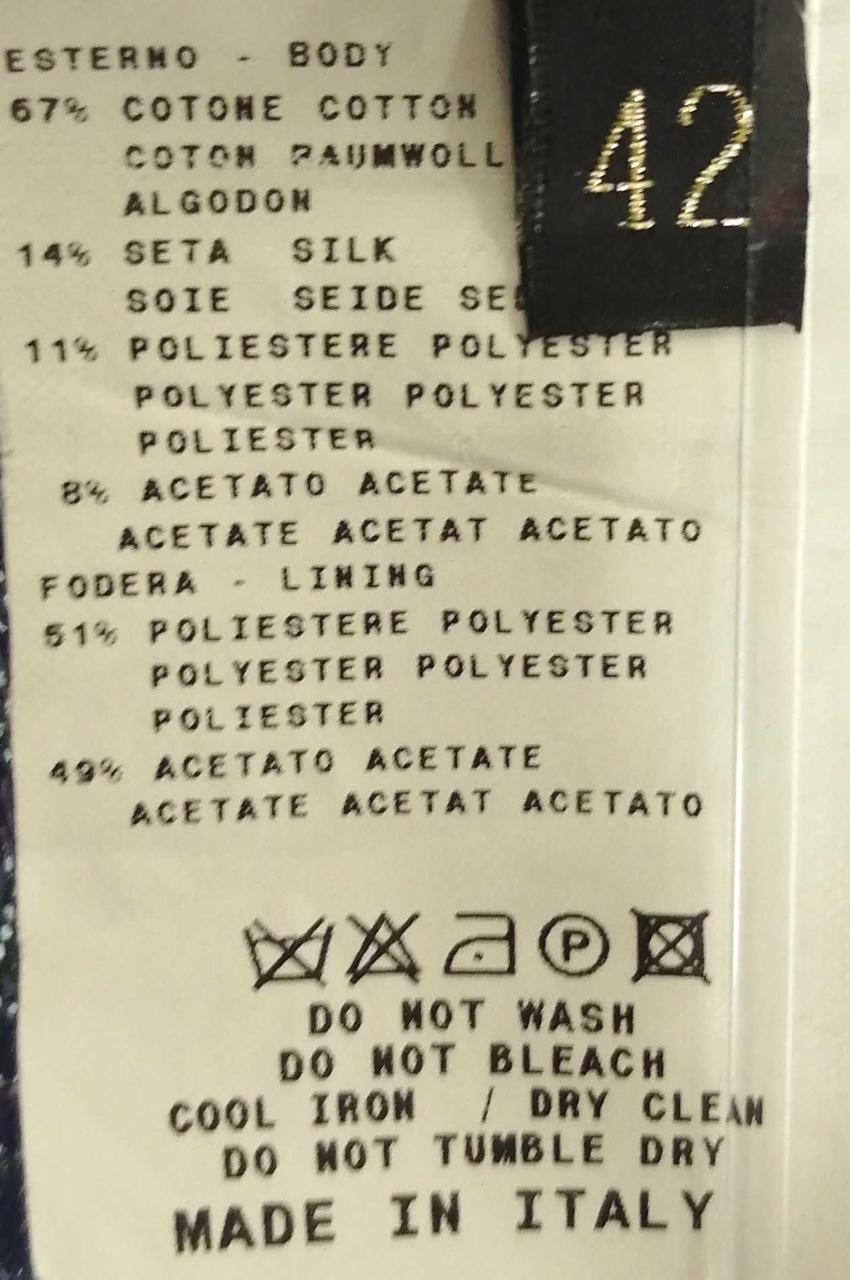 ESTERNO - BODY
42
67% COTONE COTTON
COTON BAUMWOLL
ALGODON
14% SETA SILK
SOIE SEIDE
11% POLIESTERE POLYESTER
POLYESTER POLYESTER
POLIESTER
8% ACETATO ACETATE
ACETATE ACETAT ACETATO
FODERA - LINING
51% POLIESTERE POLYESTER
POLYESTER POLYESTER
POLIESTER
49% ACETATO ACETATE
ACETATE ACETAT ACETATO
P
DO NOT WASH
DO NOT BLEACH
COOL IRON / DRY CLEAN
DO NOT TUMBLE DRY
MADE IN ITALY